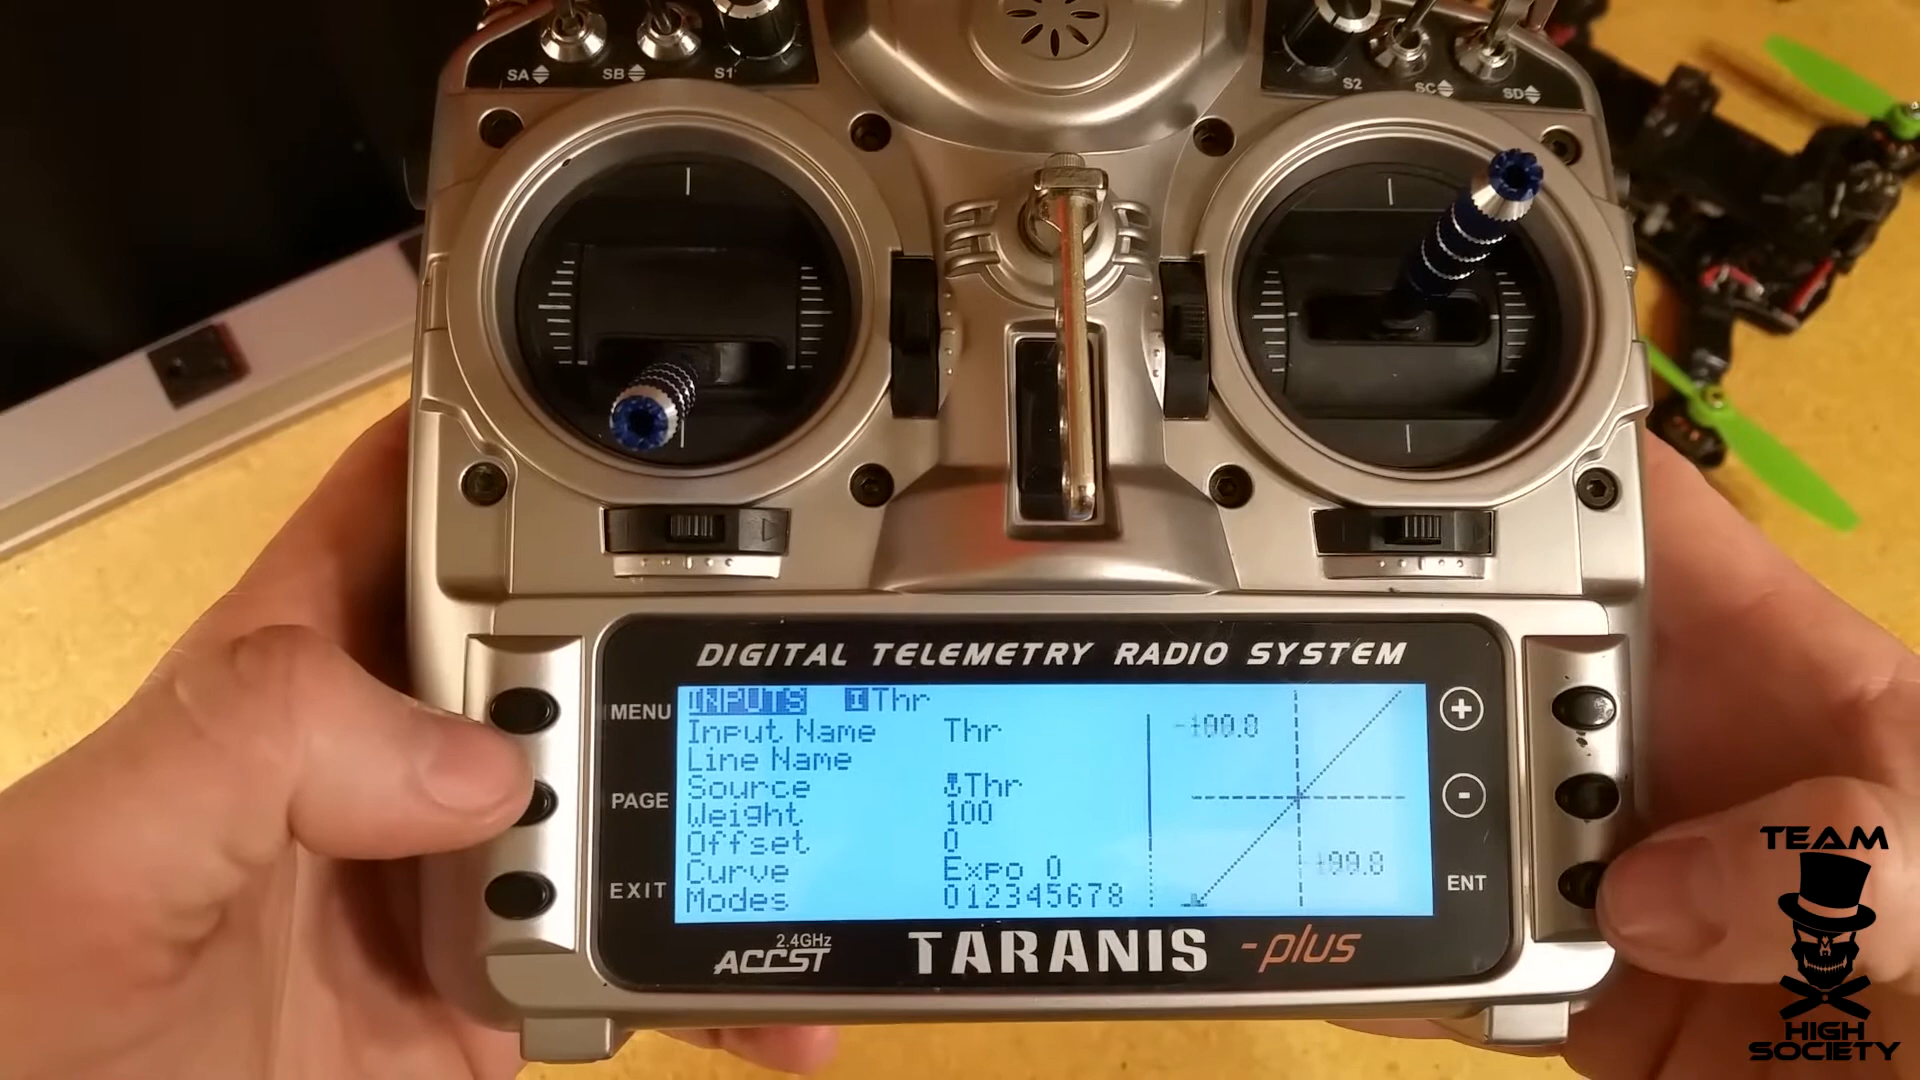 SA SB S1 S2 SC SD
DIGITAL TELEMETRY RADIO SYSTEM
MENU
PAGE
EXIT
INPUTS I Thr
Input Name Thr
Line Name
Source Thr
Weight 100
Offset 0
Curve Expo 0
Modes 012345678
+
-
ENT
2.4GHz
ACCST
TARANIS -plus
TEAM
HIGH
SOCIETY